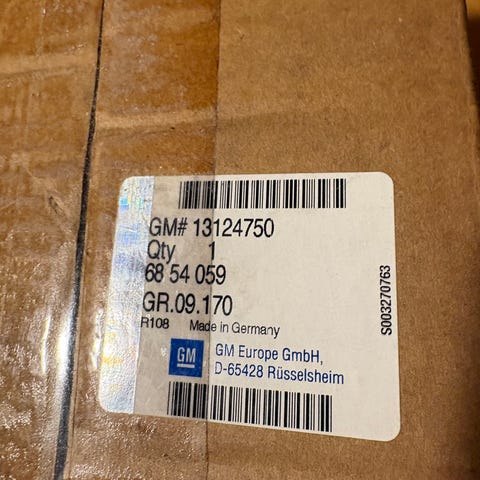 GM# 13124750
Qty 1
68 54 059
GR.09.170
R108 Made in Germany
GM
GM Europe GmbH,
D-65428 Rüsselsheim
S003270763